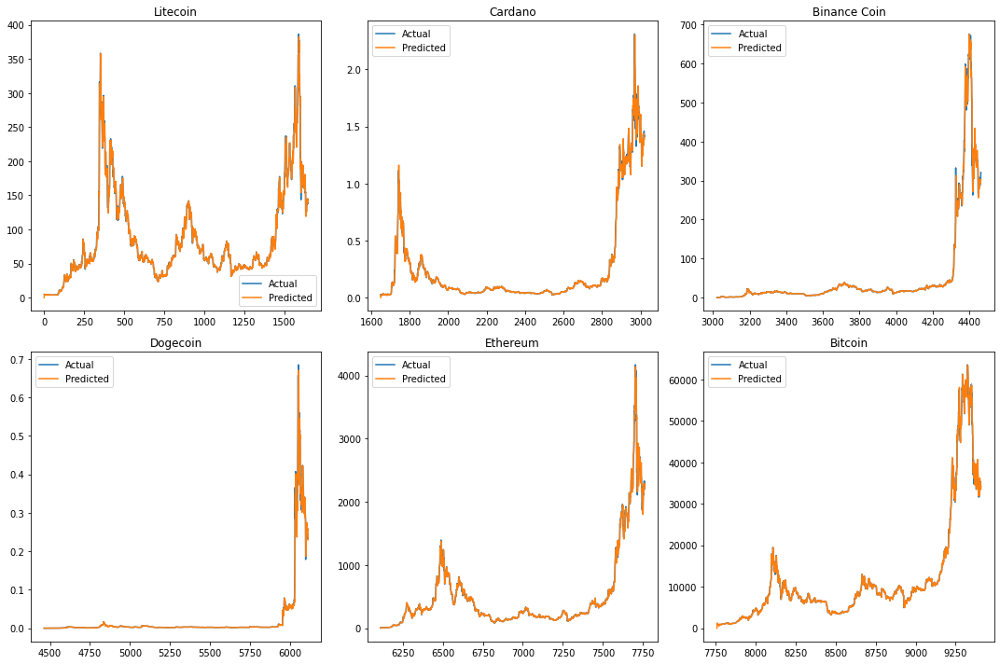 Litecoin
400
350
300
250
200
150
100
50
0
Actual
Predicted
0 250 500 750 1000 1250 1500
Cardano
Actual
Predicted
2.0
1.5
1.0
0.5
0.0
1600 1800 2000 2200 2400 2600 2800 3000
Binance Coin
Actual
Predicted
700
600
500
400
300
200
100
0
3000 3200 3400 3600 3800 4000 4200 4400
Dogecoin
Actual
Predicted
0.7
0.6
0.5
0.4
0.3
0.2
0.1
0.0
4500 4750 5000 5250 5500 5750 6000
Ethereum
Actual
Predicted
4000
3000
2000
1000
0
6250 6500 6750 7000 7250 7500 7750
Bitcoin
Actual
Predicted
60000
50000
40000
30000
20000
10000
0
7750 8000 8250 8500 8750 9000 9250